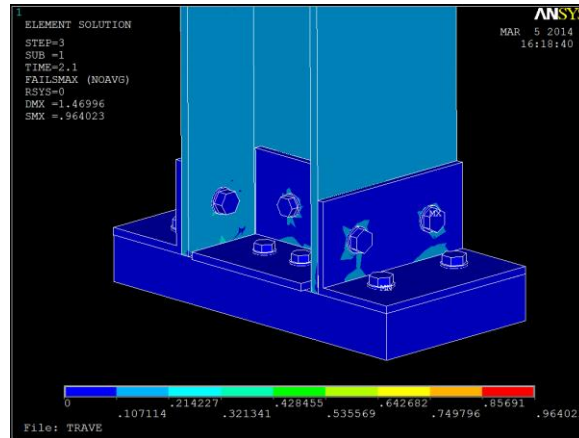 1
ELEMENT SOLUTION
STEP=3
SUB =1
TIME=2.1
FAILSMAX (NOAVG)
RSYS=0
DMX =1.46996
SMX =.964023
ANSYS
MAR 5 2014
16:18:40
MX
MN
0 .214227 .428455 .642682 .85691
.107114 .321341 .535569 .749796 .96402
File: TRAVE